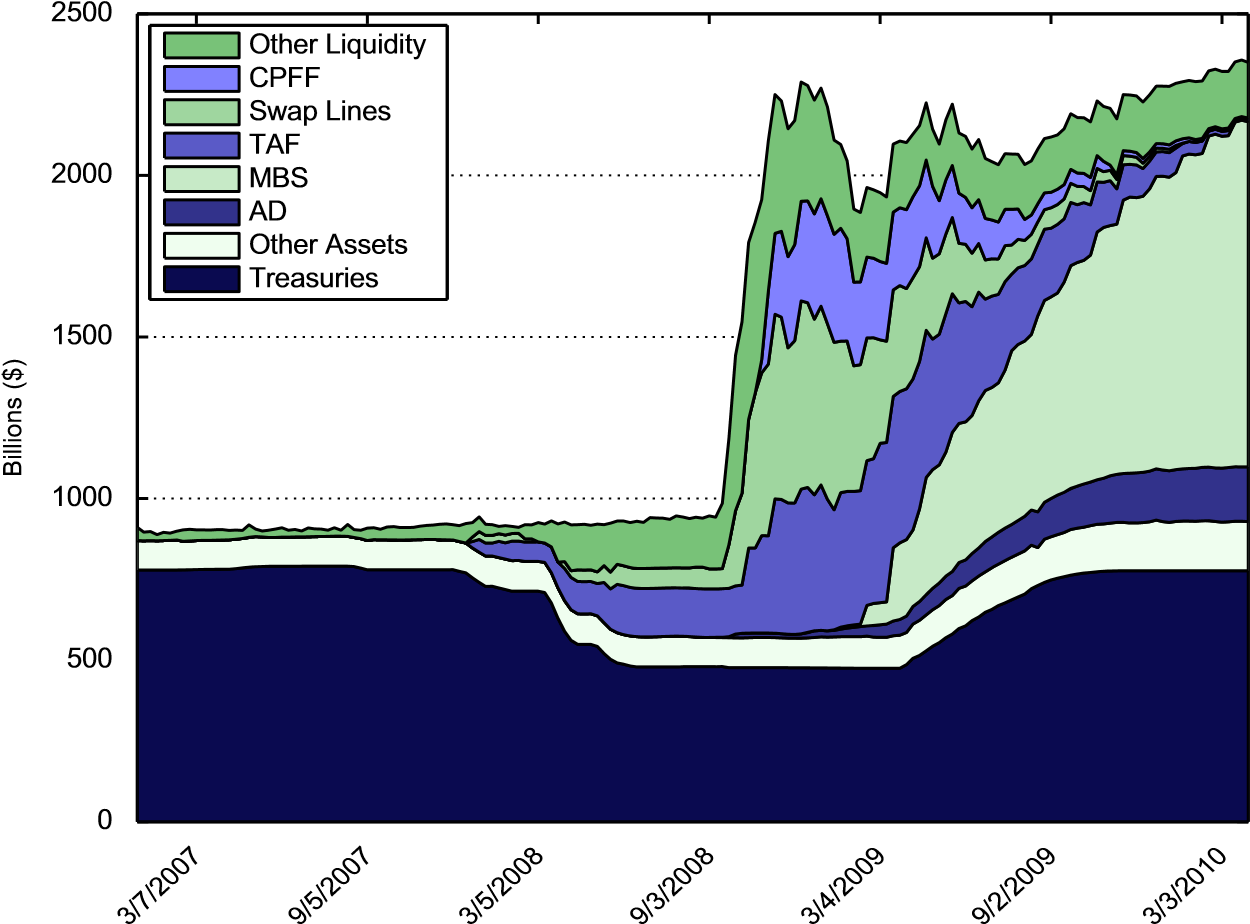 2500
Other Liquidity
CPFF
Swap Lines
TAF
MBS
AD
Other Assets
Treasuries
2000
1500
1000
500
0
Billions ($)
3/7/2007
9/5/2007
3/5/2008
9/3/2008
3/4/2009
9/2/2009
3/3/2010